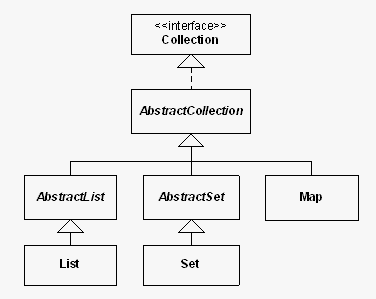 <<interface>>
Collection
AbstractCollection
AbstractList
AbstractSet
Map
List
Set